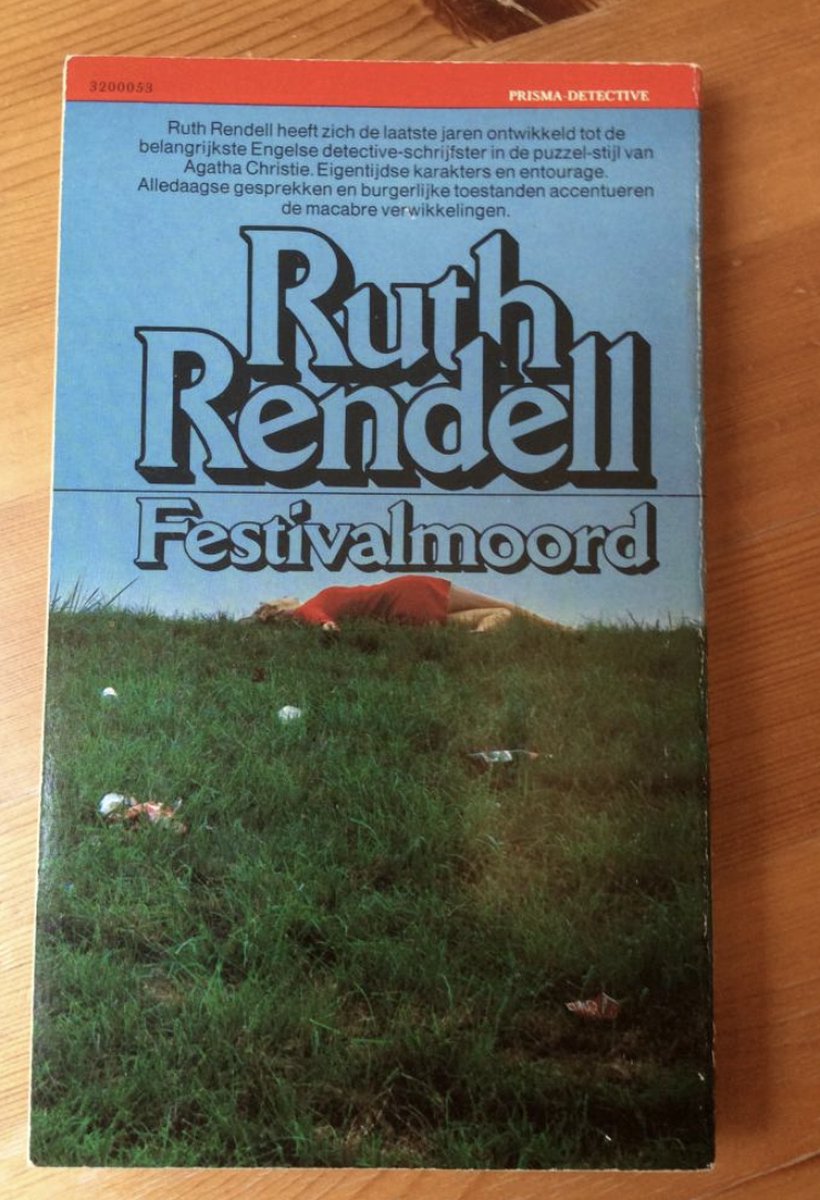 3200053
PRISMA-DETECTIVE
Ruth Rendell heeft zich de laatste jaren ontwikkeld tot de
belangrijkste Engelse detective-schrijfster in de puzzel-stijl van
Agatha Christie. Eigentijdse karakters en entourage.
Alledaagse gesprekken en burgerlijke toestanden accentueren
de macabre verwikkelingen.
Ruth
Rendell
Festivalmoord